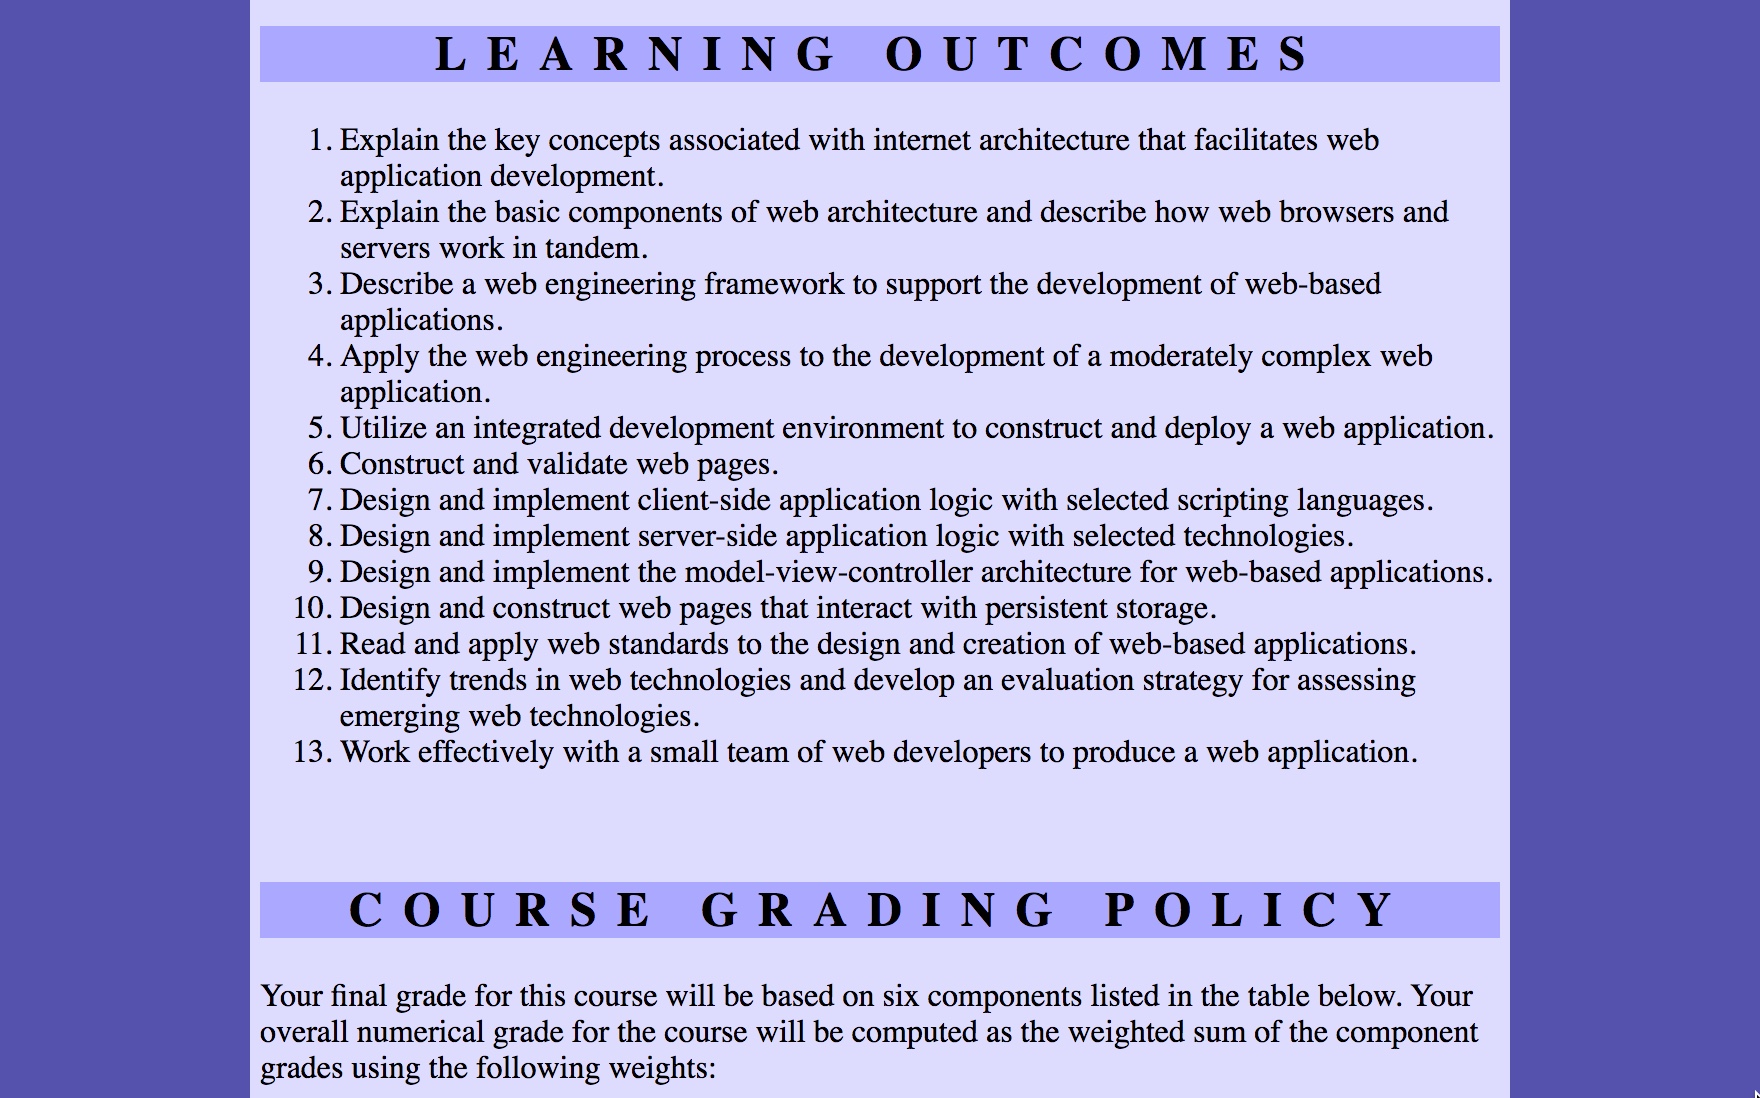 LEARNING OUTCOMES
1. Explain the key concepts associated with internet architecture that facilitates web
application development.
2. Explain the basic components of web architecture and describe how web browsers and
servers work in tandem.
3. Describe a web engineering framework to support the development of web-based
applications.
4. Apply the web engineering process to the development of a moderately complex web
application.
5. Utilize an integrated development environment to construct and deploy a web application.
6. Construct and validate web pages.
7. Design and implement client-side application logic with selected scripting languages.
8. Design and implement server-side application logic with selected technologies.
9. Design and implement the model-view-controller architecture for web-based applications.
10. Design and construct web pages that interact with persistent storage.
11. Read and apply web standards to the design and creation of web-based applications.
12. Identify trends in web technologies and develop an evaluation strategy for assessing
emerging web technologies.
13. Work effectively with a small team of web developers to produce a web application.
COURSE GRADING POLICY
Your final grade for this course will be based on six components listed in the table below. Your
overall numerical grade for the course will be computed as the weighted sum of the component
grades using the following weights: